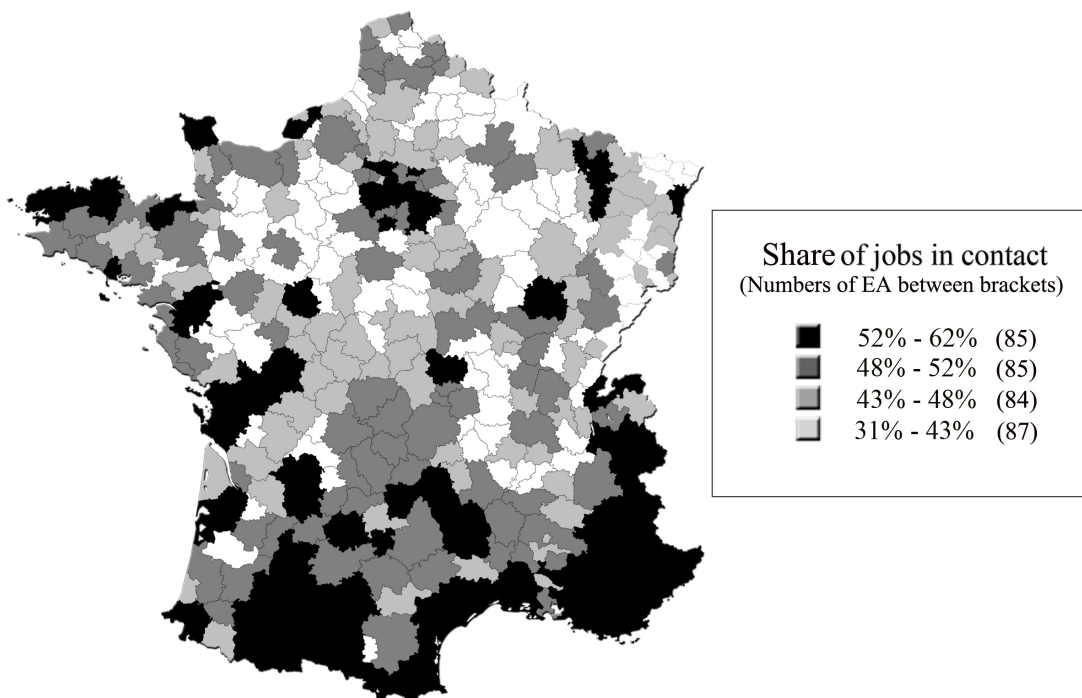 Share of jobs in contact
(Numbers of EA between brackets)
52% - 62% (85)
48% - 52% (85)
43% - 48% (84)
31% - 43% (87)